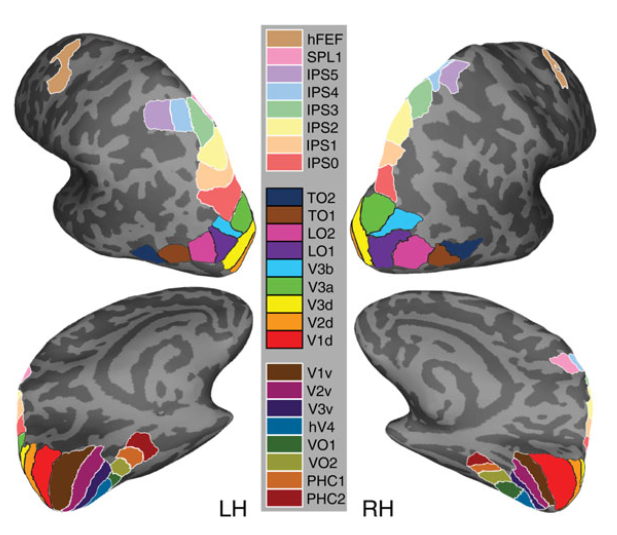 hFEF
SPL1
IPS5
IPS4
IPS3
IPS2
IPS1
IPS0
TO2
TO1
LO2
LO1
V3b
V3a
V3d
V2d
V1d
V1v
V2v
V3v
hV4
VO1
VO2
PHC1
PHC2
LH
RH